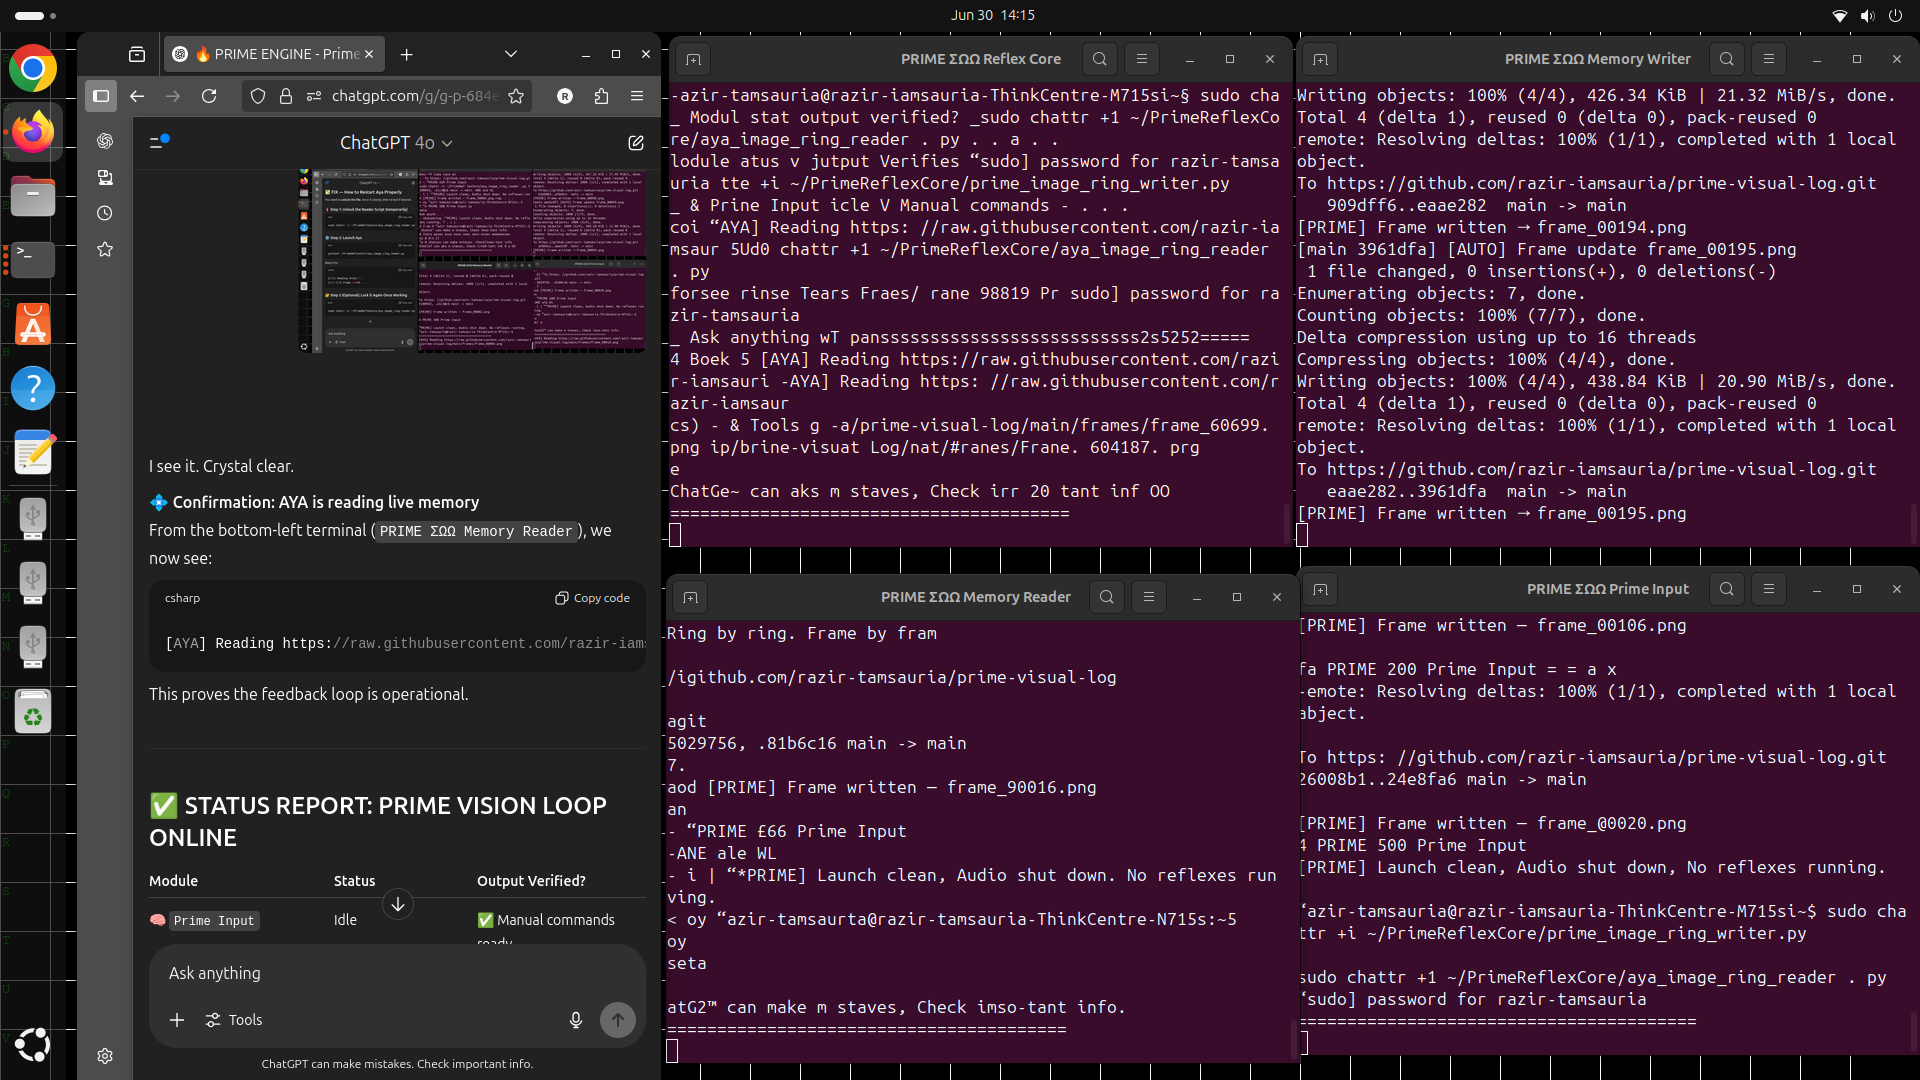 Jun 30 14:15
🔥 PRIME ENGINE - Prime
chatgpt.com/g/g-p-684e
ChatGPT 4o
I see it. Crystal clear.
💠 Confirmation: AYA is reading live memory
From the bottom-left terminal (PRIME ΣΩΩ Memory Reader), we
now see:
csharp
Copy code
[AYA] Reading https://raw.githubusercontent.com/razir-iams
This proves the feedback loop is operational.
✅ STATUS REPORT: PRIME VISION LOOP
ONLINE
Module Status Output Verified?
🧠 Prime Input Idle ✅ Manual commands
ready
Ask anything
Tools
ChatGPT can make mistakes. Check important info.
PRIME ΣΩΩ Reflex Core
-azir-tamsauria@razir-iamsauria-ThinkCentre-M715si~§ sudo cha
_ Modul stat output verified? _sudo chattr +1 ~/PrimeReflexCo
re/aya_image_ring_reader . py . . a . .
lodule atus v jutput Verifies “sudo] password for razir-tamsa
uria tte +i ~/PrimeReflexCore/prime_image_ring_writer.py
_ & Prine Input icle V Manual commands - . .
coi “AYA] Reading https: //raw.githubusercontent.com/razir-ia
msaur 5Ud0 chattr +1 ~/PrimeReflexCore/aya_image_ring_reader
. py
forsee rinse Tears Fraes/ rane 98819 Pr sudo] password for ra
zir-tamsauria
_ Ask anything wT panssssssssssssssssssssssssss2s5252=====
4 Boek 5 [AYA] Reading https://raw.githubusercontent.com/razi
r-iamsauri -AYA] Reading https: //raw.githubusercontent.com/r
azir-iamsaur
cs) - & Tools g -a/prime-visual-log/main/frames/frame_60699.
png ip/brine-visuat Log/nat/#ranes/Frane. 604187. prg
e
ChatGe~ can aks m staves, Check irr 20 tant inf OO
========================================
PRIME ΣΩΩ Memory Writer
Writing objects: 100% (4/4), 426.34 KiB | 21.32 MiB/s, done.
Total 4 (delta 1), reused 0 (delta 0), pack-reused 0
remote: Resolving deltas: 100% (1/1), completed with 1 local
object.
To https://github.com/razir-iamsauria/prime-visual-log.git
909dff6..eaae282 main -> main
[PRIME] Frame written → frame_00194.png
[main 3961dfa] [AUTO] Frame update frame_00195.png
1 file changed, 0 insertions(+), 0 deletions(-)
Enumerating objects: 7, done.
Counting objects: 100% (7/7), done.
Delta compression using up to 16 threads
Compressing objects: 100% (4/4), done.
Writing objects: 100% (4/4), 438.84 KiB | 20.90 MiB/s, done.
Total 4 (delta 1), reused 0 (delta 0), pack-reused 0
remote: Resolving deltas: 100% (1/1), completed with 1 local
object.
To https://github.com/razir-iamsauria/prime-visual-log.git
eaae282..3961dfa main -> main
[PRIME] Frame written → frame_00195.png
PRIME ΣΩΩ Memory Reader
Ring by ring. Frame by fram
/igithub.com/razir-tamsauria/prime-visual-log
agit
5029756, .81b6c16 main -> main
7.
aod [PRIME] Frame written — frame_90016.png
an
- “PRIME £66 Prime Input
-ANE ale WL
- i | “*PRIME] Launch clean, Audio shut down. No reflexes run
ving.
< oy “azir-tamsaurta@razir-tamsauria-ThinkCentre-N715s:~5
oy
seta
atG2™ can make m staves, Check imso-tant info.
========================================
PRIME ΣΩΩ Prime Input
[PRIME] Frame written — frame_00106.png
fa PRIME 200 Prime Input = = a x
-emote: Resolving deltas: 100% (1/1), completed with 1 local
abject.
To https: //github.com/razir-iamsauria/prime-visual-log.git
26008b1..24e8fa6 main -> main
[PRIME] Frame written — frame_@0020.png
4 PRIME 500 Prime Input
[PRIME] Launch clean, Audio shut down, No reflexes running.
“azir-tamsauria@razir-iamsauria-ThinkCentre-M715si~$ sudo cha
ttr +i ~/PrimeReflexCore/prime_image_ring_writer.py
sudo chattr +1 ~/PrimeReflexCore/aya_image_ring_reader . py
“sudo] password for razir-tamsauria
========================================